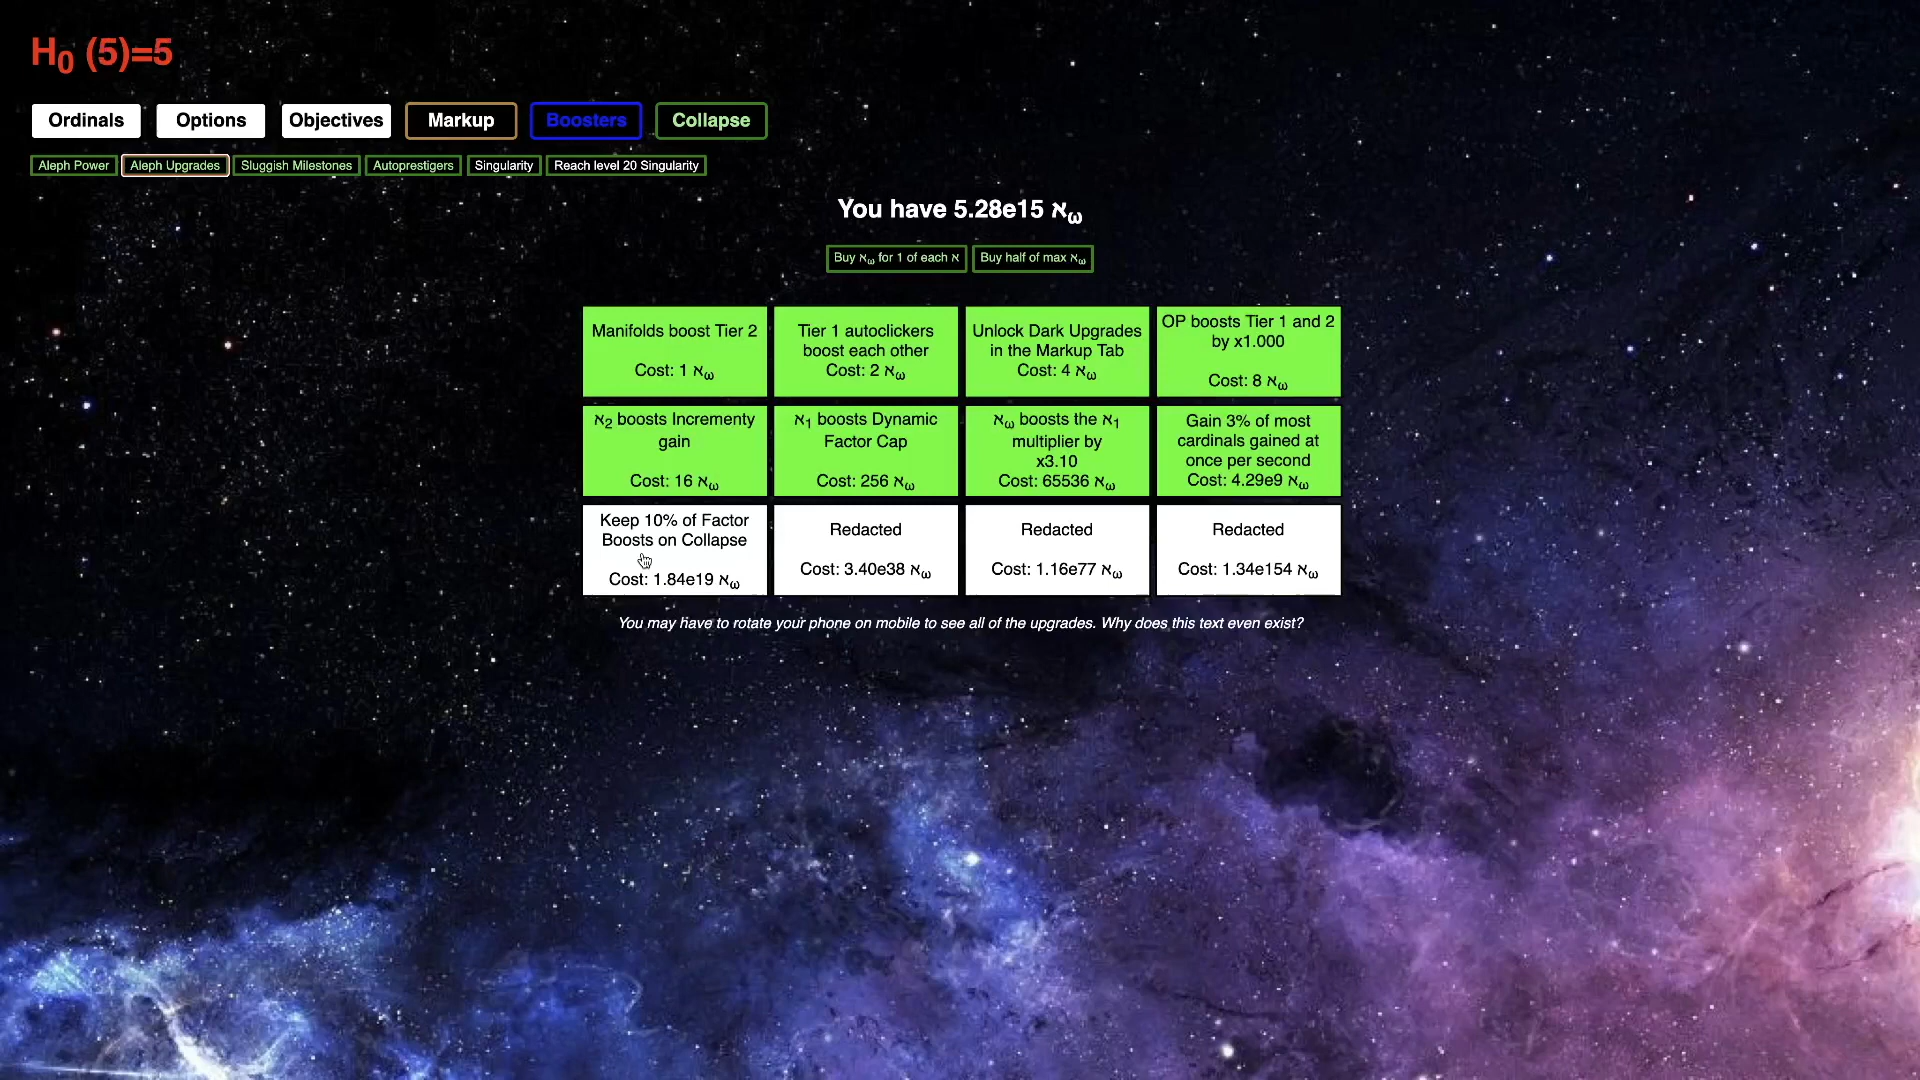 H₀ (5)=5
Ordinals Options Objectives Markup Boosters Collapse
Aleph Power Aleph Upgrades Sluggish Milestones Autoprestigers Singularity Reach level 20 Singularity
You have 5.28e15 ℵω
Buy ℵω for 1 of each ℵ Buy half of max ℵω
Manifolds boost Tier 2
Cost: 1 ℵω
Tier 1 autoclickers
boost each other
Cost: 2 ℵω
Unlock Dark Upgrades
in the Markup Tab
Cost: 4 ℵω
OP boosts Tier 1 and 2
by x1.000
Cost: 8 ℵω
ℵ₂ boosts Incrementy
gain
Cost: 16 ℵω
ℵ₁ boosts Dynamic
Factor Cap
Cost: 256 ℵω
ℵω boosts the ℵ₁
multiplier by
x3.10
Cost: 65536 ℵω
Gain 3% of most
cardinals gained at
once per second
Cost: 4.29e9 ℵω
Keep 10% of Factor
Boosts on Collapse
Cost: 1.84e19 ℵω
Redacted
Cost: 3.40e38 ℵω
Redacted
Cost: 1.16e77 ℵω
Redacted
Cost: 1.34e154 ℵω
You may have to rotate your phone on mobile to see all of the upgrades. Why does this text even exist?